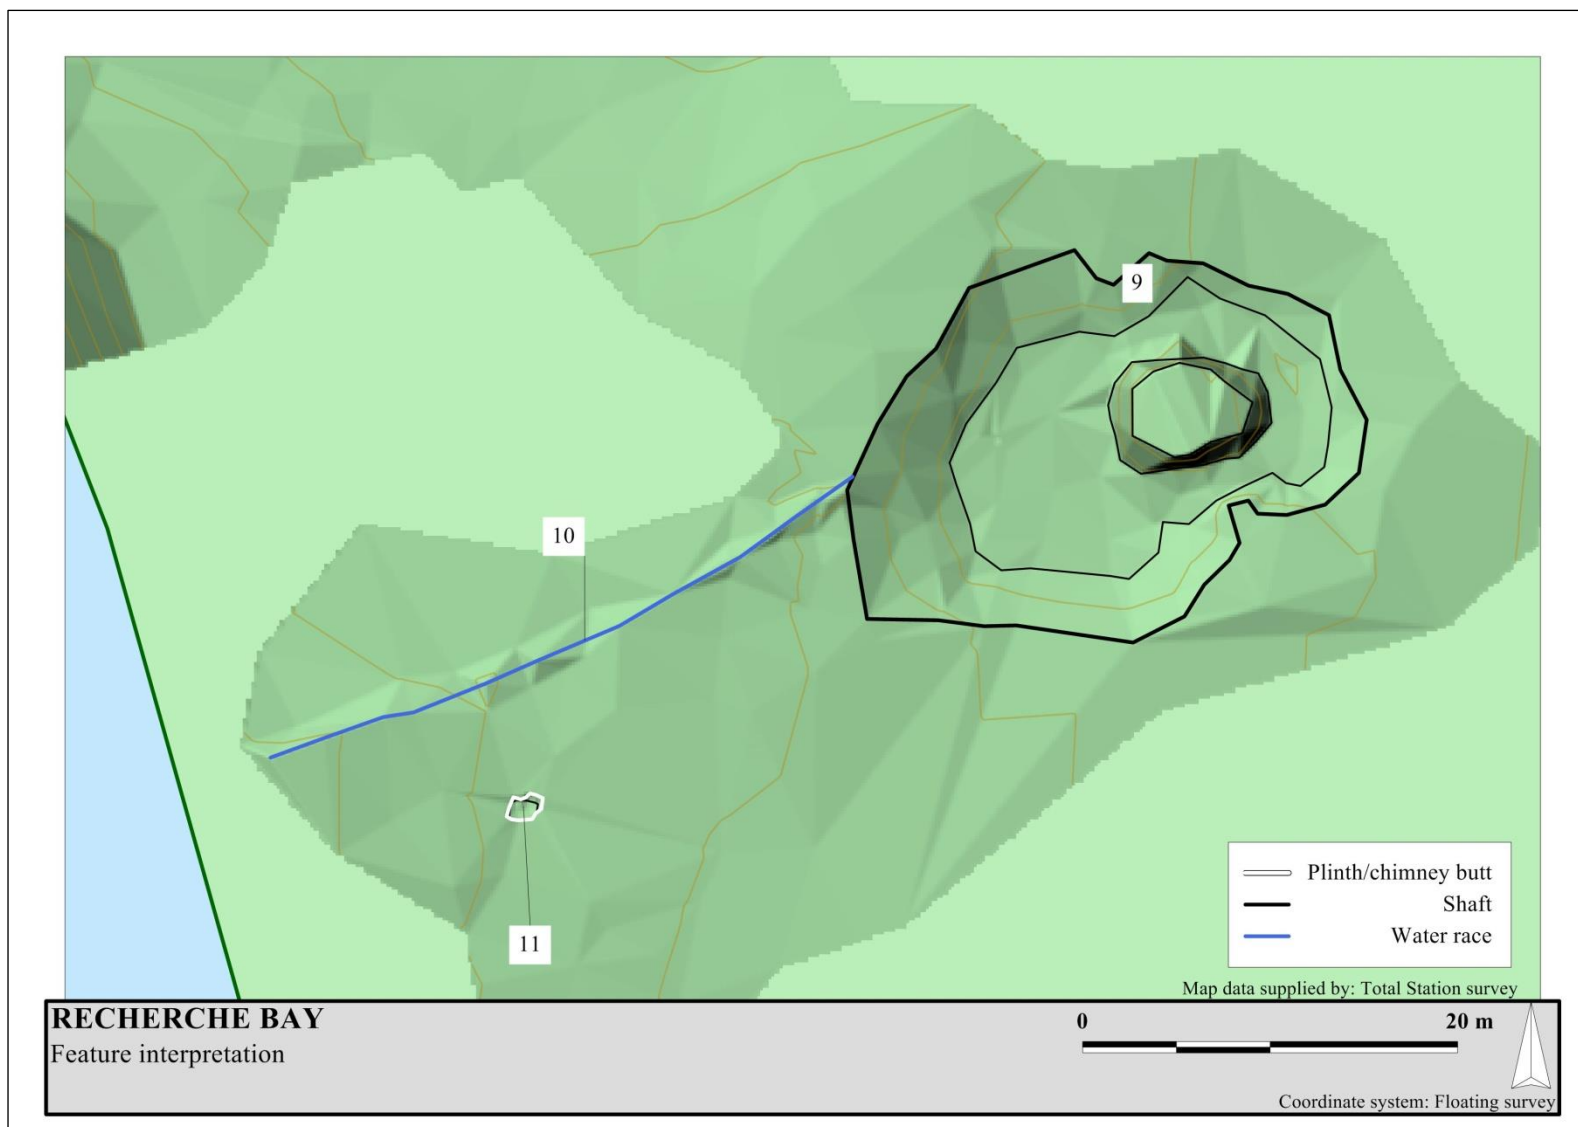 9
10
11
Plinth/chimney butt
Shaft
Water race
Map data supplied by: Total Station survey
RECHERCHE BAY
Feature interpretation
0 20 m
Coordinate system: Floating survey